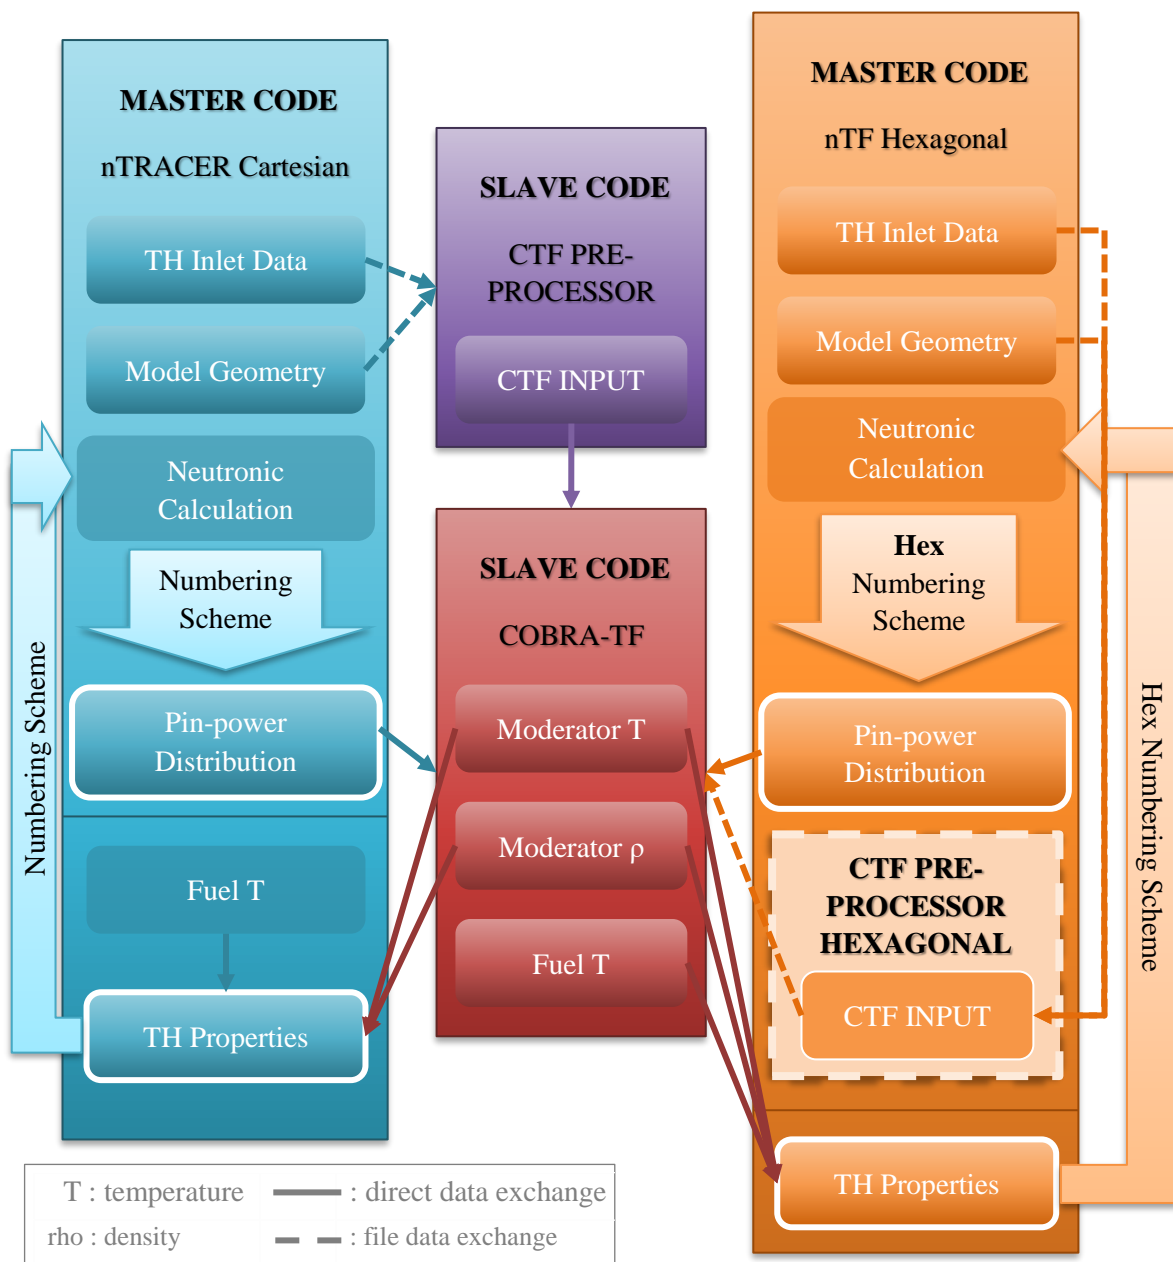 MASTER CODE
nTRACER Cartesian
TH Inlet Data
Model Geometry
Neutronic
Calculation
Numbering
Scheme
Pin-power
Distribution
Fuel T
TH Properties
Numbering Scheme
SLAVE CODE
CTF PRE-
PROCESSOR
CTF INPUT
SLAVE CODE
COBRA-TF
Moderator T
Moderator ρ
Fuel T
MASTER CODE
nTF Hexagonal
TH Inlet Data
Model Geometry
Neutronic
Calculation
Hex
Numbering
Scheme
Pin-power
Distribution
CTF PRE-
PROCESSOR
HEXAGONAL
CTF INPUT
TH Properties
Hex Numbering Scheme
T : temperature
: direct data exchange
rho : density
: file data exchange